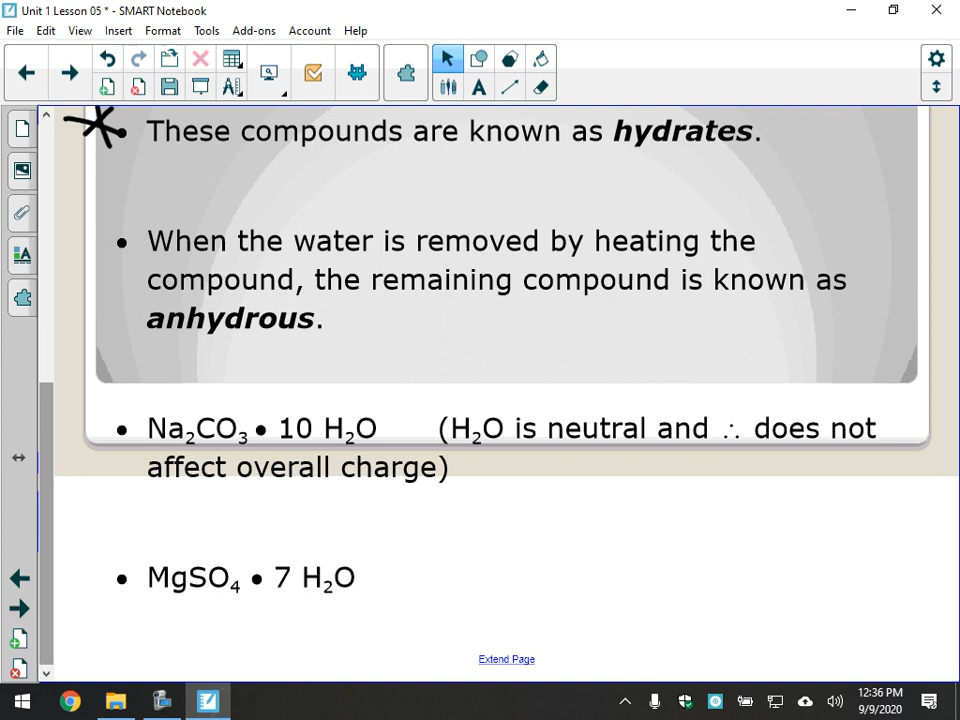 Unit 1 Lesson 05 * - SMART Notebook
File Edit View Insert Format Tools Add-ons Account Help
• These compounds are known as hydrates.
• When the water is removed by heating the
compound, the remaining compound is known as
anhydrous.
• Na₂CO₃ • 10 H₂O (H₂O is neutral and ∴ does not
affect overall charge)
• MgSO₄ • 7 H₂O
Extend Page
12:36 PM
9/9/2020